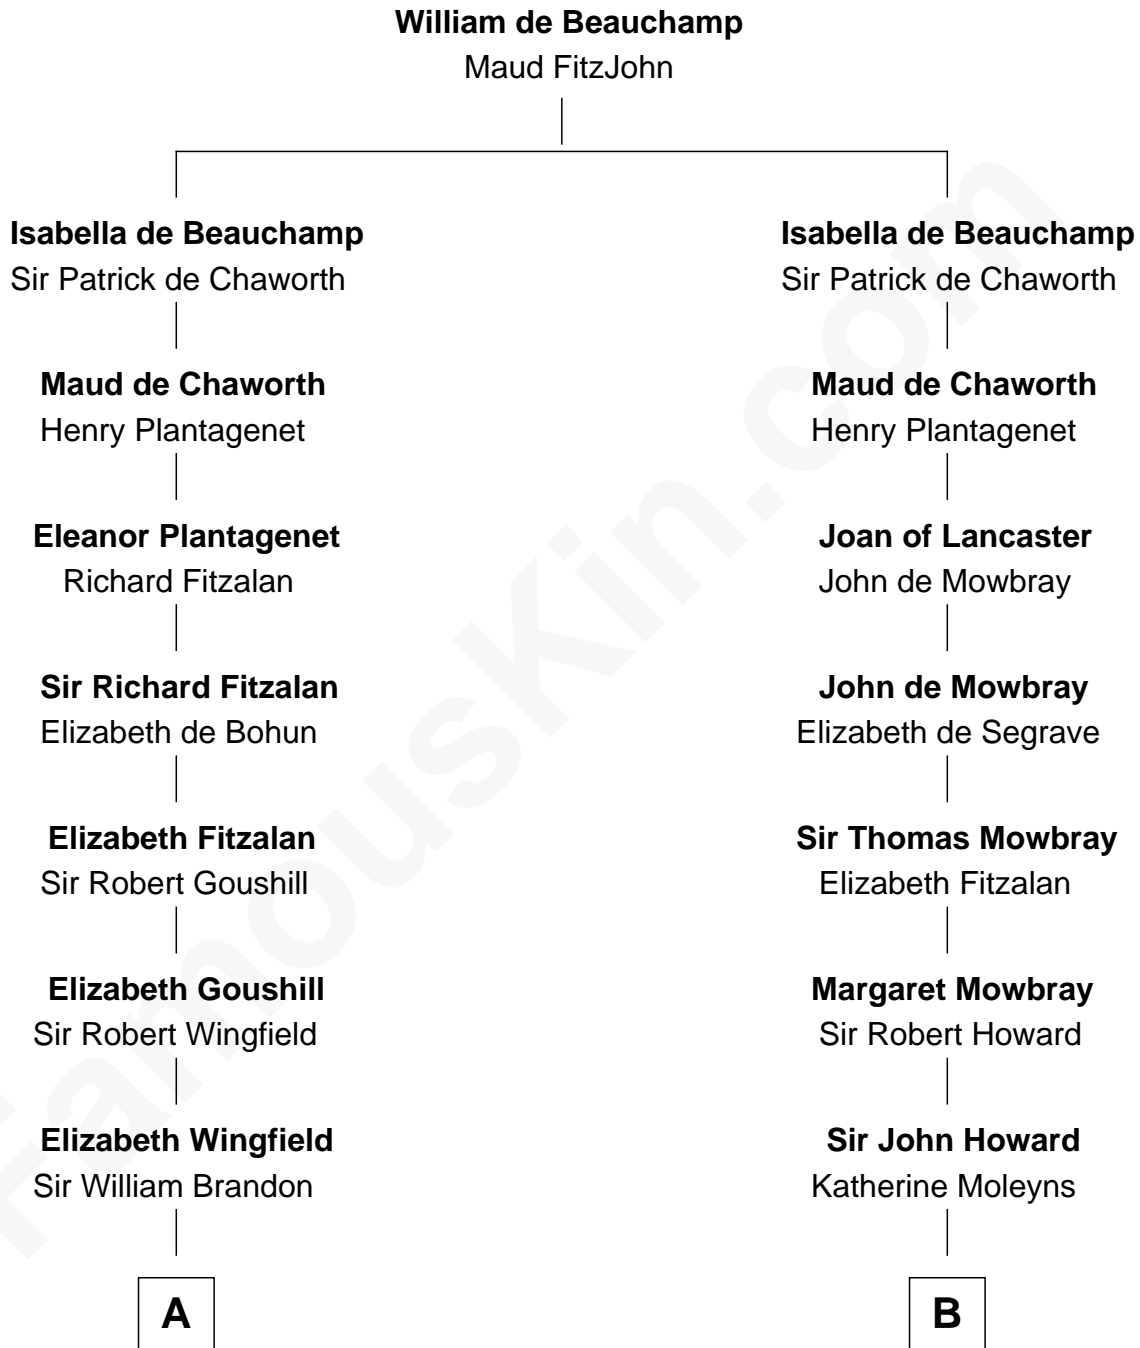 William de Beauchamp
Maud FitzJohn
Isabella de Beauchamp
Sir Patrick de Chaworth
Isabella de Beauchamp
Sir Patrick de Chaworth
Maud de Chaworth
Henry Plantagenet
Maud de Chaworth
Henry Plantagenet
Eleanor Plantagenet
Richard Fitzalan
Joan of Lancaster
John de Mowbray
Sir Richard Fitzalan
Elizabeth de Bohun
John de Mowbray
Elizabeth de Segrave
Elizabeth Fitzalan
Sir Robert Goushill
Sir Thomas Mowbray
Elizabeth Fitzalan
Elizabeth Goushill
Sir Robert Wingfield
Margaret Mowbray
Sir Robert Howard
Elizabeth Wingfield
Sir William Brandon
Sir John Howard
Katherine Moleyns
A
B
FamousKin.com